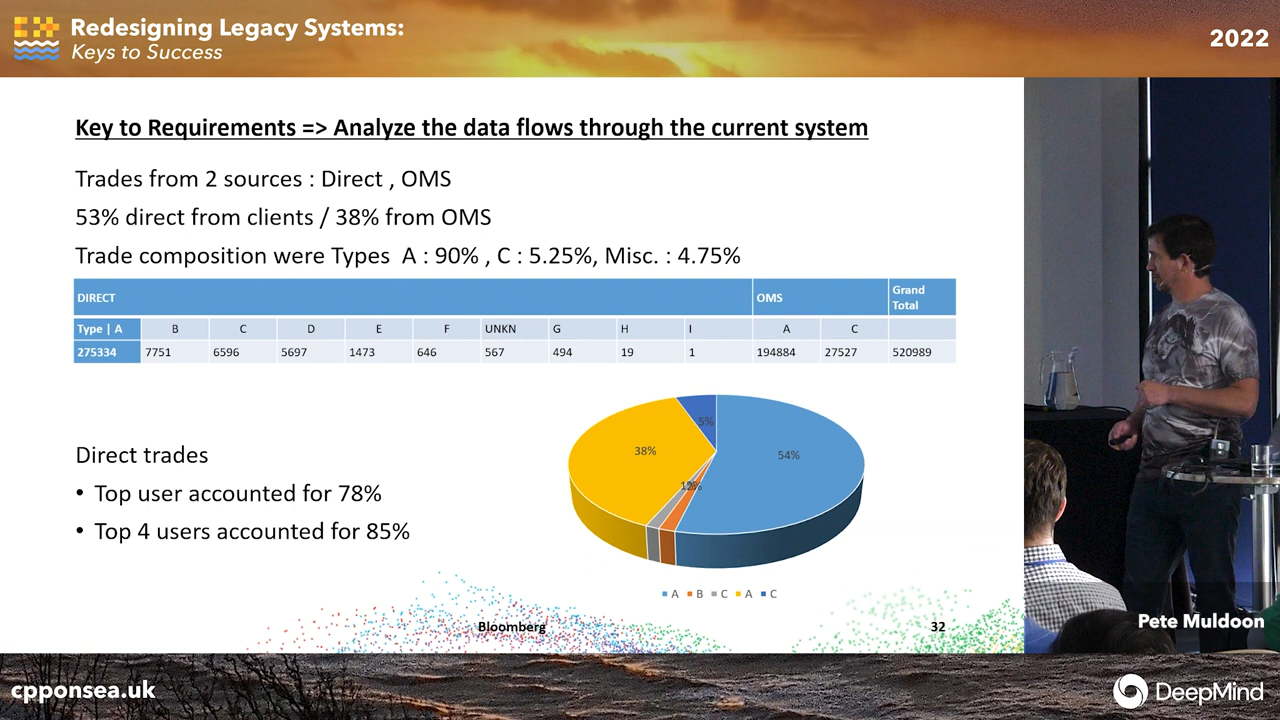 Redesigning Legacy Systems:
Keys to Success
2022
Key to Requirements => Analyze the data flows through the current system
Trades from 2 sources : Direct , OMS
53% direct from clients / 38% from OMS
Trade composition were Types A : 90% , C : 5.25%, Misc. : 4.75%
DIRECT OMS Grand Total
Type | A B C D E F UNKN G H I A C
275334 7751 6596 5697 1473 646 567 494 19 1 194884 27527 520989
Direct trades
• Top user accounted for 78%
• Top 4 users accounted for 85%
5%
38%
54%
A B C A C
Bloomberg
32
Pete Muldoon
cpponsea.uk
DeepMind